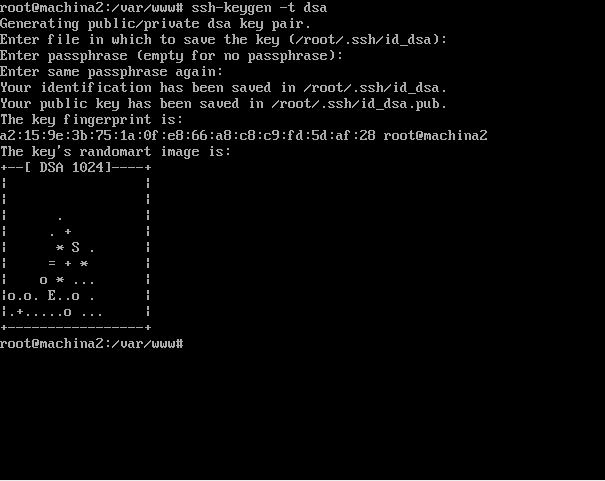 root@machina2:/var/www# ssh-keygen -t dsa
Generating public/private dsa key pair.
Enter file in which to save the key (/root/.ssh/id_dsa):
Enter passphrase (empty for no passphrase):
Enter same passphrase again:
Your identification has been saved in /root/.ssh/id_dsa.
Your public key has been saved in /root/.ssh/id_dsa.pub.
The key fingerprint is:
a2:15:9e:3b:75:1a:0f:e8:66:a8:c8:c9:fd:5d:af:28 root@machina2
The key's randomart image is:
+--[ DSA 1024]----+
|                 |
|                 |
|      .          |
|     . +         |
|      * S .      |
|     = + *       |
|    o * ...      |
|o.o. E..o .      |
|.+.....o ...     |
+-----------------+
root@machina2:/var/www#